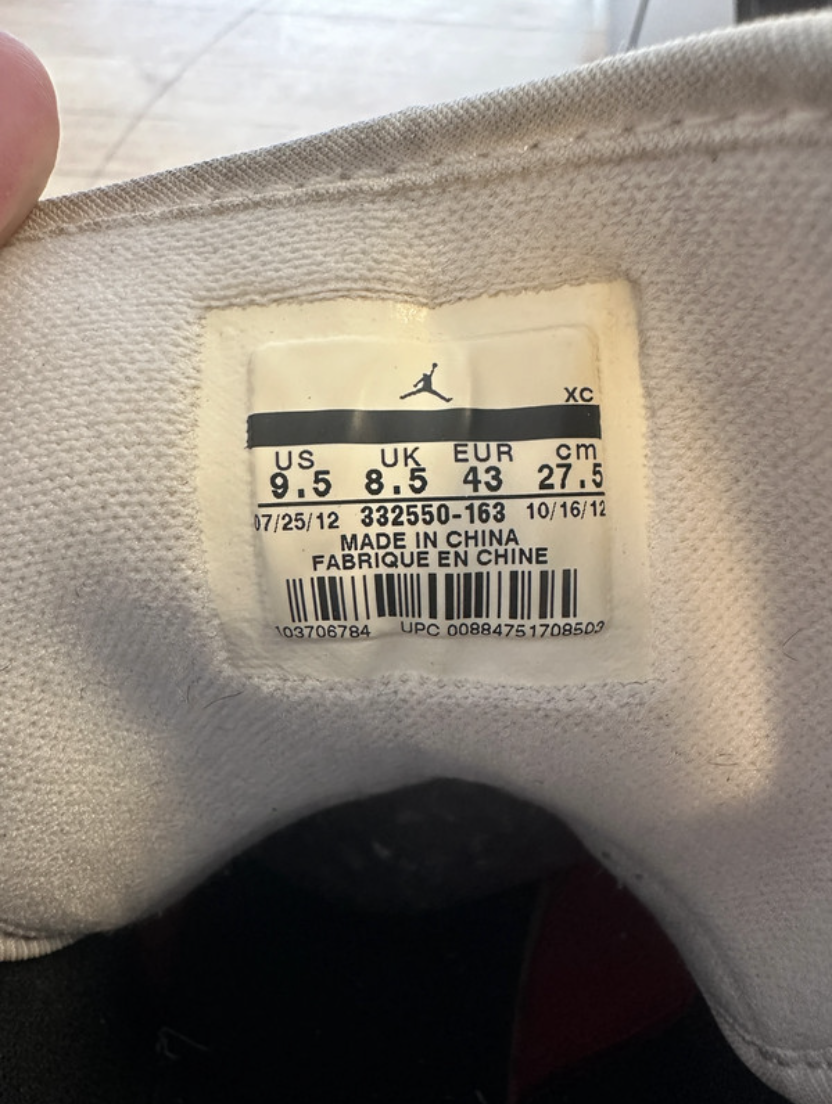 XC
US UK EUR cm
9.5 8.5 43 27.5
07/25/12 332550-163 10/16/12
MADE IN CHINA
FABRIQUE EN CHINE
103706784 UPC 00884751708503